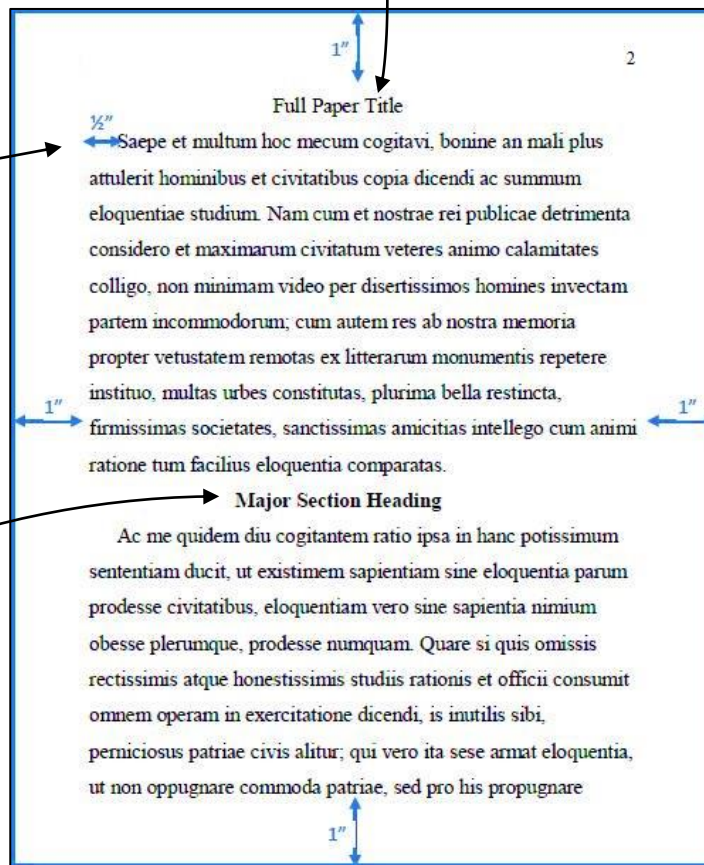 1"
2
Full Paper Title
½"
Saepe et multum hoc mecum cogitavi, bonine an mali plus
attulerit hominibus et civitatibus copia dicendi ac summum
eloquentiae studium. Nam cum et nostrae rei publicae detrimenta
considero et maximarum civitatum veteres animo calamitates
colligo, non minimam video per disertissimos homines invectam
partem incommodorum; cum autem res ab nostra memoria
propter vetustatem remotas ex litterarum monumentis repetere
instituo, multas urbes constitutas, plurima bella restincta,
1"
1"
firmissimas societates, sanctissimas amicitias intellego cum animi
ratione tum facilius eloquentia comparatas.
Major Section Heading
Ac me quidem diu cogitantem ratio ipsa in hanc potissimum
sententiam ducit, ut existimem sapientiam sine eloquentia parum
prodesse civitatibus, eloquentiam vero sine sapientia nimium
obesse plerumque, prodesse numquam. Quare si quis omissis
rectissimis atque honestissimis studiis rationis et officii consumit
omnem operam in exercitatione dicendi, is inutilis sibi,
perniciosus patriae civis alitur; qui vero ita sese armat eloquentia,
ut non oppugnare commoda patriae, sed pro his propugnare
1"